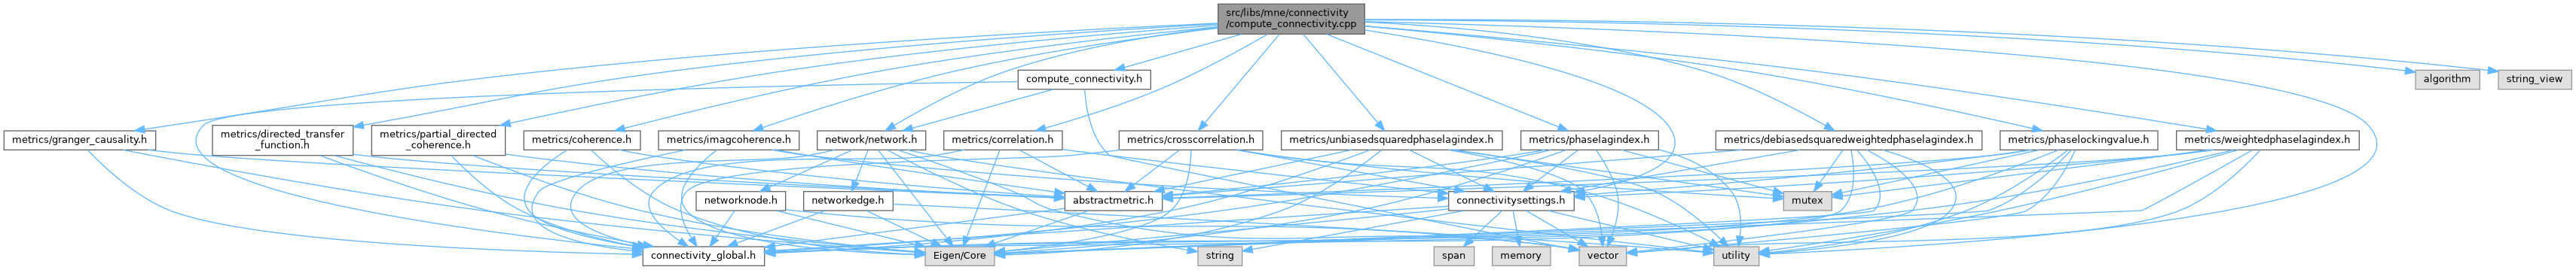 src/libs/mne/connectivity
/compute_connectivity.cpp
compute_connectivity.h
algorithm
string_view
metrics/granger_causality.h
metrics/directed_transfer
_function.h
metrics/partial_directed
_coherence.h
metrics/coherence.h
metrics/imagcoherence.h
network/network.h
metrics/correlation.h
metrics/crosscorrelation.h
metrics/unbiasedsquaredphaselagindex.h
metrics/phaselagindex.h
metrics/debiasedsquaredweightedphaselagindex.h
metrics/phaselockingvalue.h
metrics/weightedphaselagindex.h
networknode.h
networkedge.h
abstractmetric.h
connectivitysettings.h
mutex
connectivity_global.h
Eigen/Core
string
span
memory
vector
utility